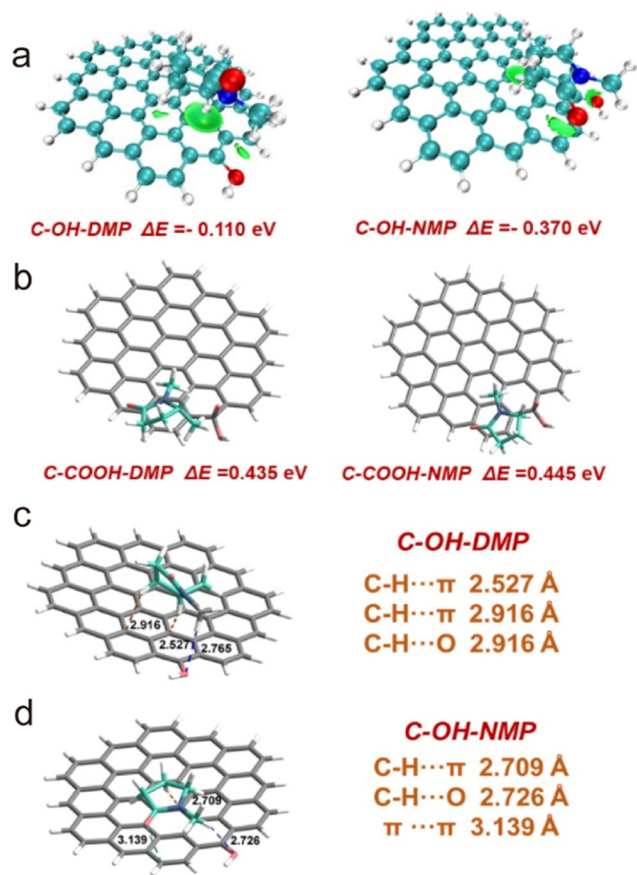 a
C-OH-DMP ΔE =- 0.110 eV
C-OH-NMP ΔE =- 0.370 eV
b
C-COOH-DMP ΔE =0.435 eV
C-COOH-NMP ΔE =0.445 eV
c
2.916
2.527
2.765
C-OH-DMP
C-H···π 2.527 Å
C-H···π 2.916 Å
C-H···O 2.916 Å
d
2.709
3.139
2.726
C-OH-NMP
C-H···π 2.709 Å
C-H···O 2.726 Å
π ···π 3.139 Å